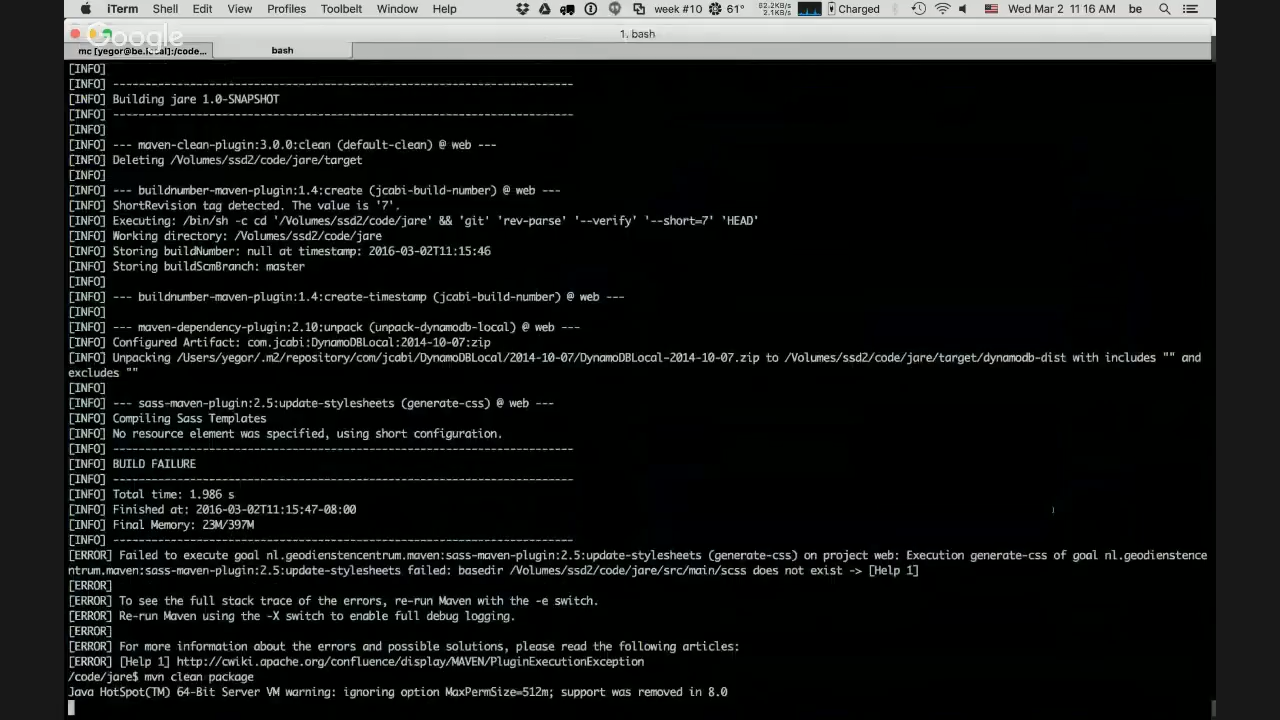 iTerm Shell Edit View Profiles Toolbelt Window Help week #10 61° 82.2KB/s 2.1KB/s Charged Wed Mar 2 11:16 AM be
Google
1. bash
mc [yegor@be.local]:/code... bash
[INFO]
[INFO] ------------------------------------------------------------------------
[INFO] Building jare 1.0-SNAPSHOT
[INFO] ------------------------------------------------------------------------
[INFO]
[INFO] --- maven-clean-plugin:3.0.0:clean (default-clean) @ web ---
[INFO] Deleting /Volumes/ssd2/code/jare/target
[INFO]
[INFO] --- buildnumber-maven-plugin:1.4:create (jcabi-build-number) @ web ---
[INFO] ShortRevision tag detected. The value is '7'.
[INFO] Executing: /bin/sh -c cd '/Volumes/ssd2/code/jare' && 'git' 'rev-parse' '--verify' '--short=7' 'HEAD'
[INFO] Working directory: /Volumes/ssd2/code/jare
[INFO] Storing buildNumber: null at timestamp: 2016-03-02T11:15:46
[INFO] Storing buildScmBranch: master
[INFO]
[INFO] --- buildnumber-maven-plugin:1.4:create-timestamp (jcabi-build-number) @ web ---
[INFO]
[INFO] --- maven-dependency-plugin:2.10:unpack (unpack-dynamodb-local) @ web ---
[INFO] Configured Artifact: com.jcabi:DynamoDBLocal:2014-10-07:zip
[INFO] Unpacking /Users/yegor/.m2/repository/com/jcabi/DynamoDBLocal/2014-10-07/DynamoDBLocal-2014-10-07.zip to /Volumes/ssd2/code/jare/target/dynamodb-dist with includes "" and
excludes ""
[INFO]
[INFO] --- sass-maven-plugin:2.5:update-stylesheets (generate-css) @ web ---
[INFO] Compiling Sass Templates
[INFO] No resource element was specified, using short configuration.
[INFO] ------------------------------------------------------------------------
[INFO] BUILD FAILURE
[INFO] ------------------------------------------------------------------------
[INFO] Total time: 1.986 s
[INFO] Finished at: 2016-03-02T11:15:47-08:00
[INFO] Final Memory: 23M/397M
[INFO] ------------------------------------------------------------------------
[ERROR] Failed to execute goal nl.geodienstencentrum.maven:sass-maven-plugin:2.5:update-stylesheets (generate-css) on project web: Execution generate-css of goal nl.geodienstence
ntrum.maven:sass-maven-plugin:2.5:update-stylesheets failed: basedir /Volumes/ssd2/code/jare/src/main/scss does not exist -> [Help 1]
[ERROR]
[ERROR] To see the full stack trace of the errors, re-run Maven with the -e switch.
[ERROR] Re-run Maven using the -X switch to enable full debug logging.
[ERROR]
[ERROR] For more information about the errors and possible solutions, please read the following articles:
[ERROR] [Help 1] http://cwiki.apache.org/confluence/display/MAVEN/PluginExecutionException
/code/jare$ mvn clean package
Java HotSpot(TM) 64-Bit Server VM warning: ignoring option MaxPermSize=512m; support was removed in 8.0